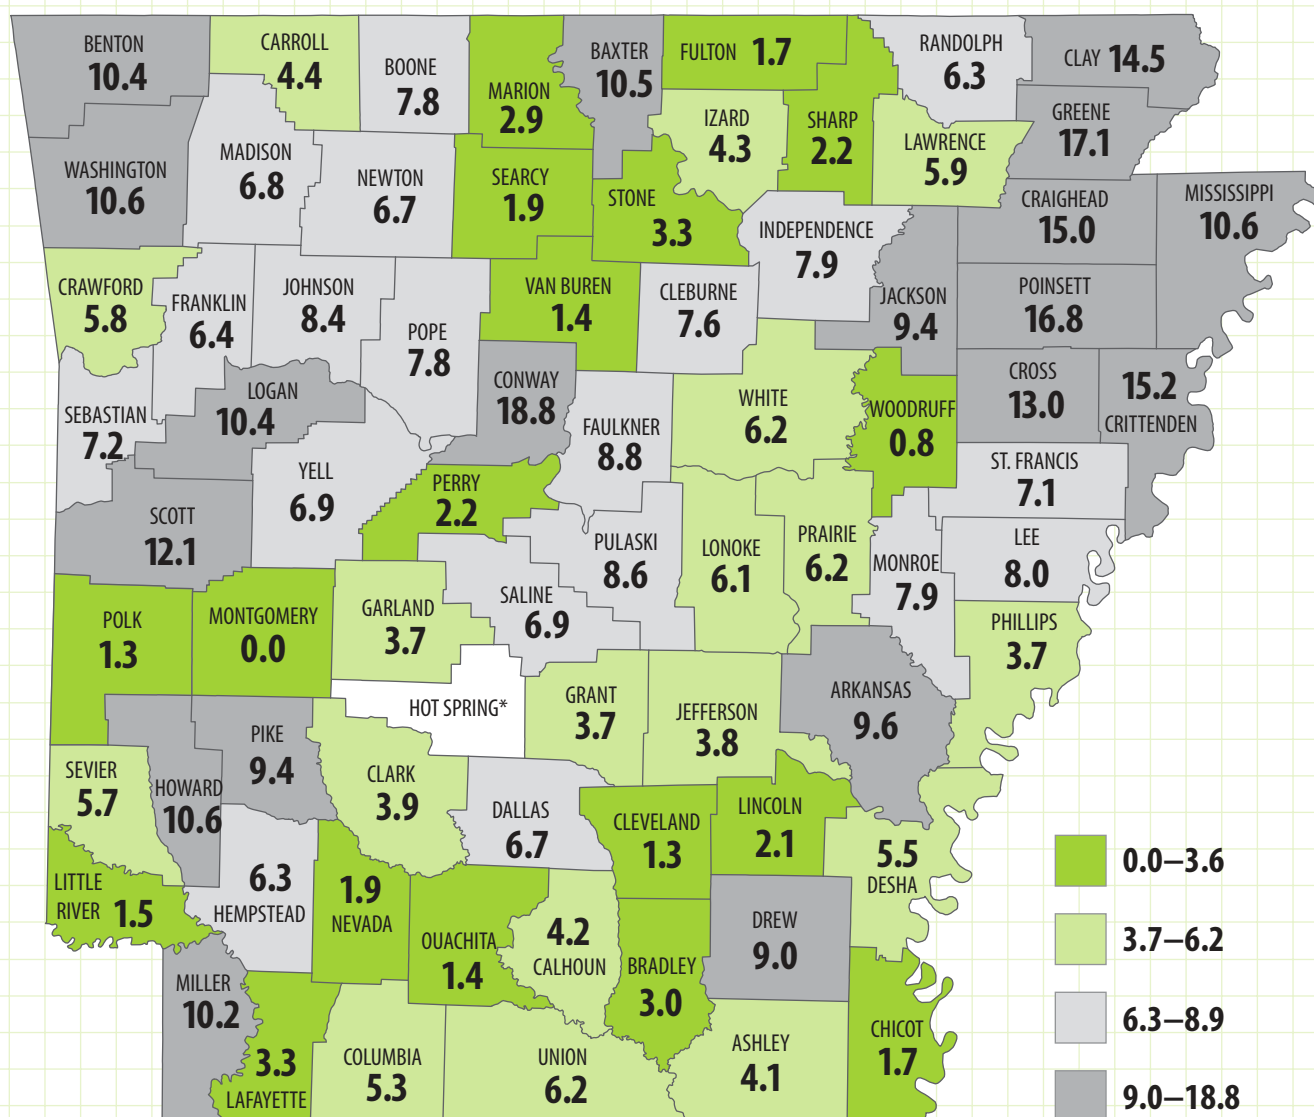 BENTON
10.4
CARROLL
4.4
BOONE
7.8
MARION
2.9
BAXTER
10.5
FULTON 1.7
RANDOLPH
6.3
CLAY 14.5
IZARD
4.3
SHARP
2.2
LAWRENCE
5.9
GREENE
17.1
WASHINGTON
10.6
MADISON
6.8
NEWTON
6.7
SEARCY
1.9
STONE
3.3
INDEPENDENCE
7.9
CRAIGHEAD
15.0
MISSISSIPPI
10.6
CRAWFORD
5.8
FRANKLIN
6.4
JOHNSON
8.4
POPE
7.8
VAN BUREN
1.4
CLEBURNE
7.6
JACKSON
9.4
POINSETT
16.8
SEBASTIAN
7.2
LOGAN
10.4
CONWAY
18.8
FAULKNER
8.8
WHITE
6.2
WOODRUFF
0.8
CROSS
13.0
15.2
CRITTENDEN
YELL
6.9
PERRY
2.2
ST. FRANCIS
7.1
SCOTT
12.1
PULASKI
8.6
LONOKE
6.1
PRAIRIE
6.2
MONROE
7.9
LEE
8.0
POLK
1.3
MONTGOMERY
0.0
GARLAND
3.7
SALINE
6.9
PHILLIPS
3.7
HOT SPRING*
GRANT
3.7
JEFFERSON
3.8
ARKANSAS
9.6
SEVIER
5.7
HOWARD
10.6
PIKE
9.4
CLARK
3.9
DALLAS
6.7
CLEVELAND
1.3
LINCOLN
2.1
5.5
DESHA
LITTLE
RIVER 1.5
6.3
HEMPSTEAD
1.9
NEVADA
OUACHITA
1.4
4.2
CALHOUN
BRADLEY
3.0
DREW
9.0
MILLER
10.2
3.3
LAFAYETTE
COLUMBIA
5.3
UNION
6.2
ASHLEY
4.1
CHICOT
1.7
0.0–3.6
3.7–6.2
6.3–8.9
9.0–18.8